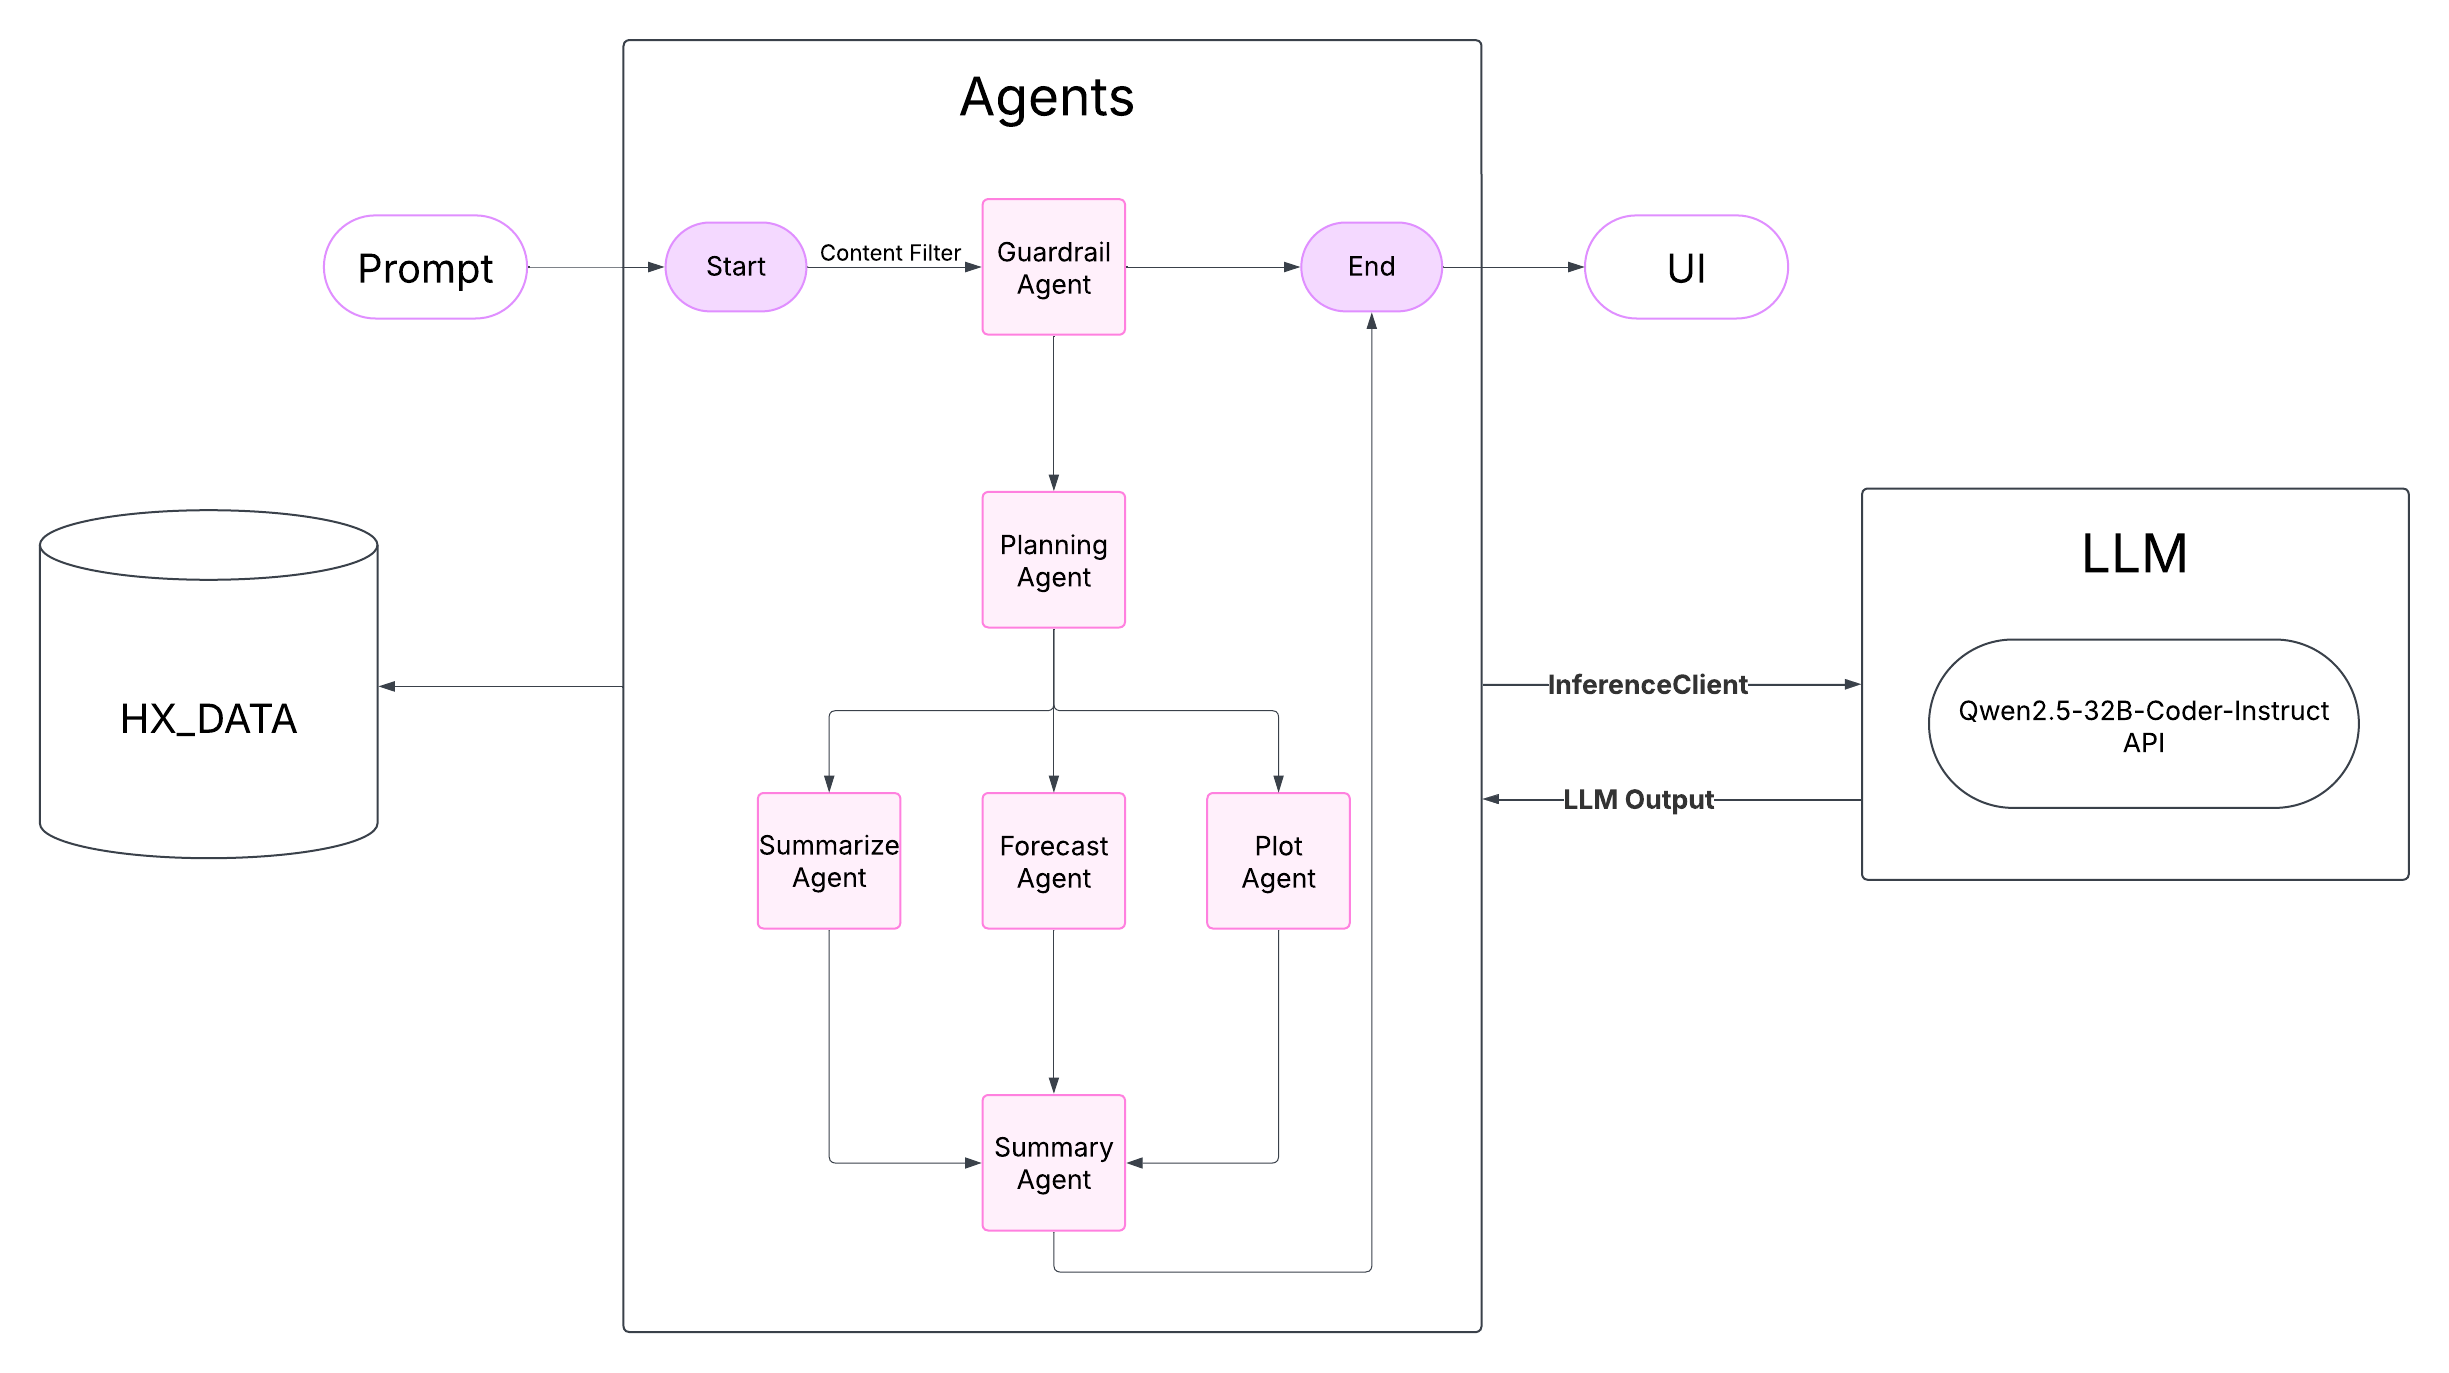 Agents
Prompt
Start
Content Filter
Guardrail
Agent
End
UI
Planning
Agent
HX_DATA
InferenceClient
LLM Output
LLM
Qwen2.5-32B-Coder-Instruct
API
Summarize
Agent
Forecast
Agent
Plot
Agent
Summary
Agent